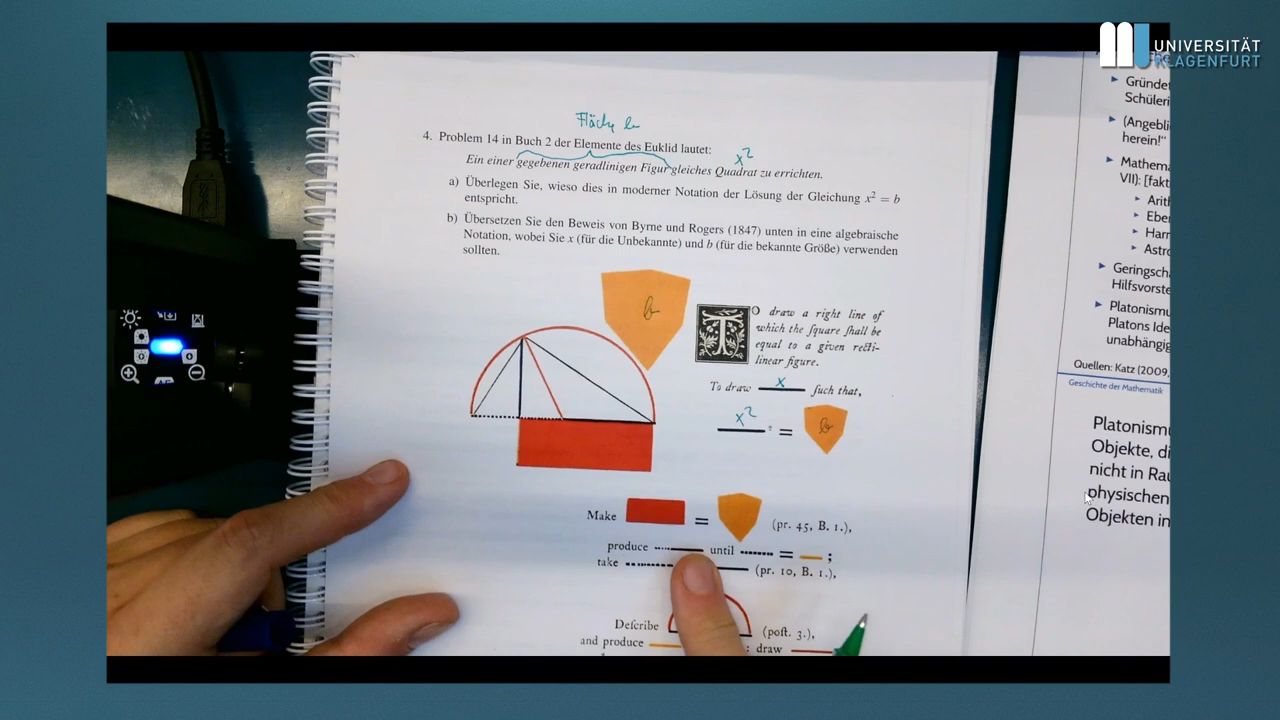 UNIVERSITÄT
KLAGENFURT
Fläche b
4. Problem 14 in Buch 2 der Elemente des Euklid lautet:
x²
Ein einer gegebenen geradlinigen Figur gleiches Quadrat zu errichten.
a) Überlegen Sie, wieso dies in moderner Notation der Lösung der Gleichung x² = b
entspricht.
b) Übersetzen Sie den Beweis von Byrne und Rogers (1847) unten in eine algebraische
Notation, wobei Sie x (für die Unbekannte) und b (für die bekannte Größe) verwenden
sollten.
b
TO draw a right line of
which the ſquare ſhall be
equal to a given recti-
linear figure.
To draw x ſuch that,
x² = b
Make = (pr. 45, B. 1.),
produce until = ;
take (pr. 10, B. 1.),
Deſcribe (poſt. 3.),
and produce : draw
Gründe
Schüleri
(Angebli
herein!"
Mathema
VII): [fakt
Arit
Ebe
Harr
Astro
Geringsch
Hilfsvorste
Platonismu
Platons Ide
unabhängig
Quellen: Katz (2009,
Geschichte der Mathematik
Platonismu
Objekte, di
nicht in Rau
physischen
Objekten in